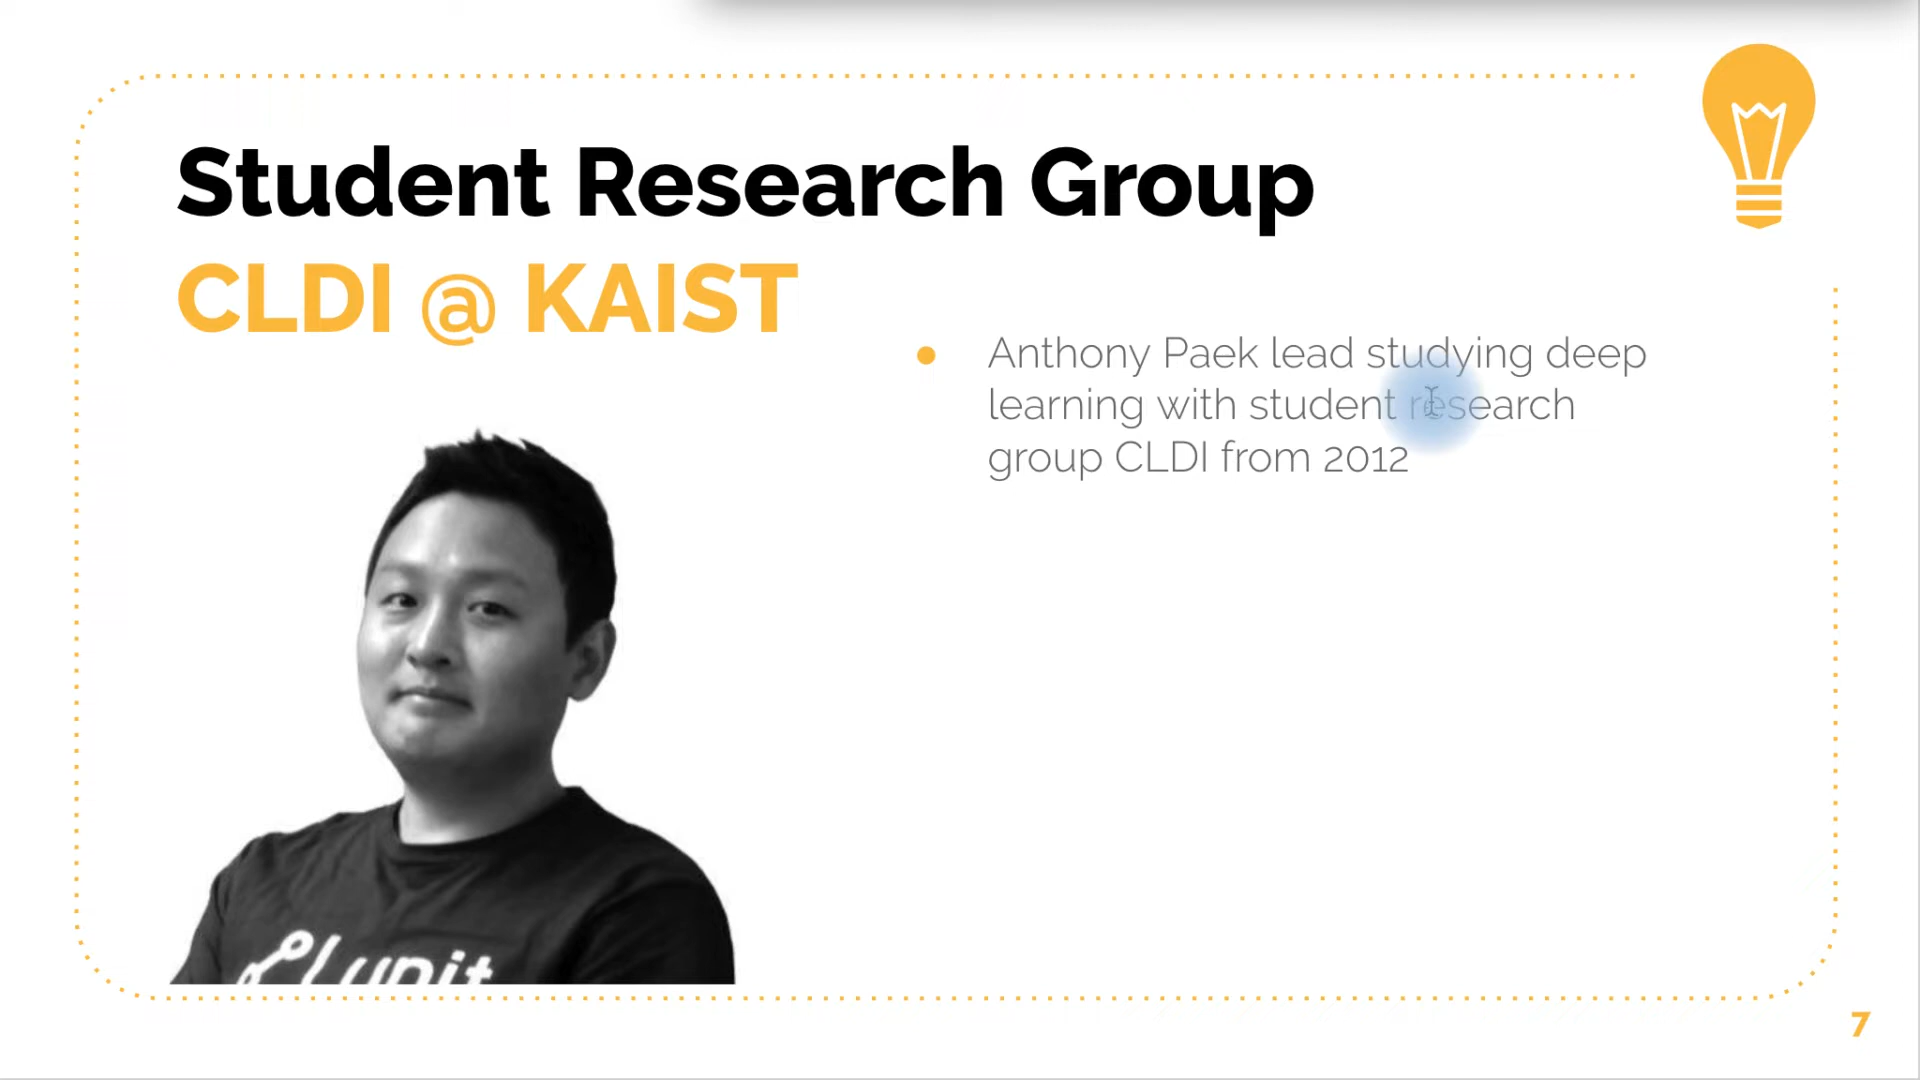 Student Research Group
CLDI @ KAIST
Anthony Paek lead studying deep
learning with student research
group CLDI from 2012
Lunit
7